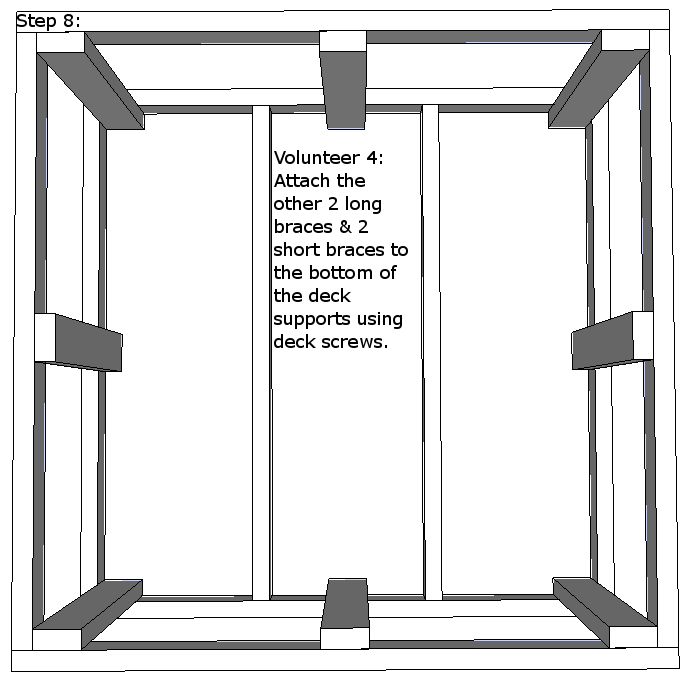 Step 8:
Volunteer 4:
Attach the
other 2 long
braces & 2
short braces to
the bottom of
the deck
supports using
deck screws.